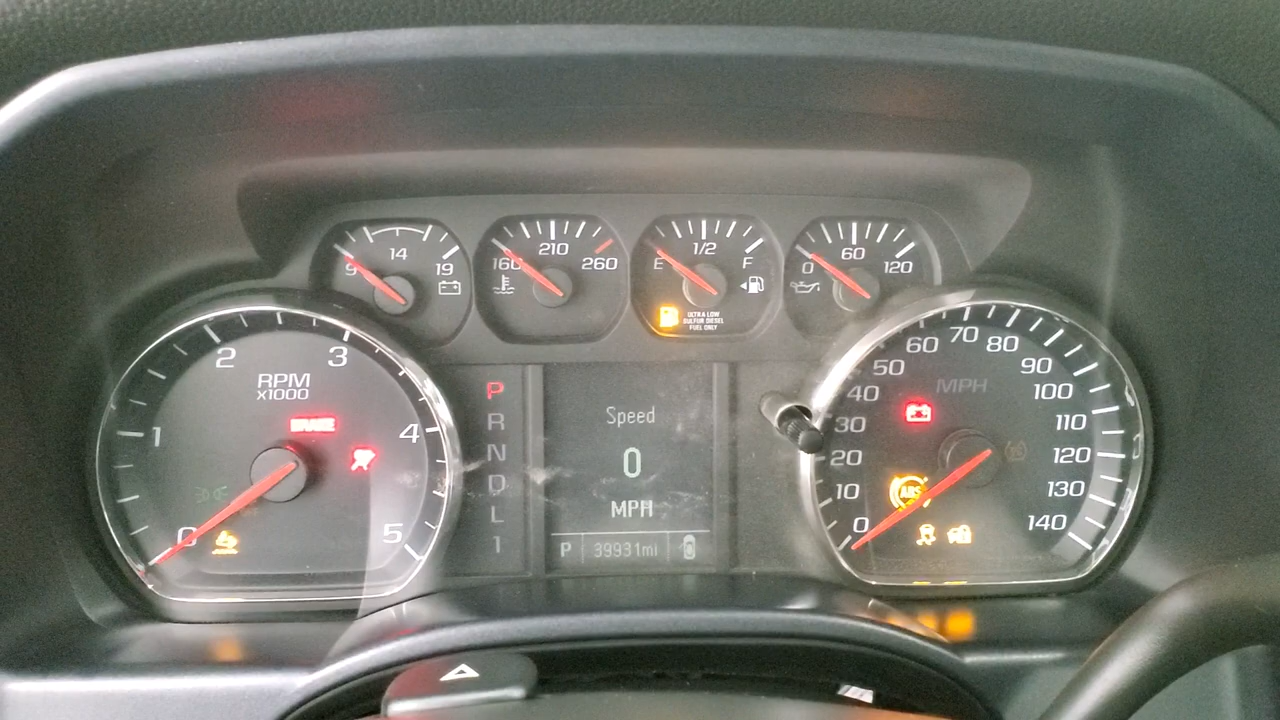 14
9
19
210
160
260
1/2
E
F
ULTRA LOW
SULFUR DIESEL
FUEL ONLY
60
0
120
2
3
RPM
x1000
BRAKE
1
4
0
5
P
R
N
D
L
1
Speed
0
MPH
P
39931mi
70
60
80
50
90
MPH
40
100
30
110
20
120
10
ABS
130
0
140